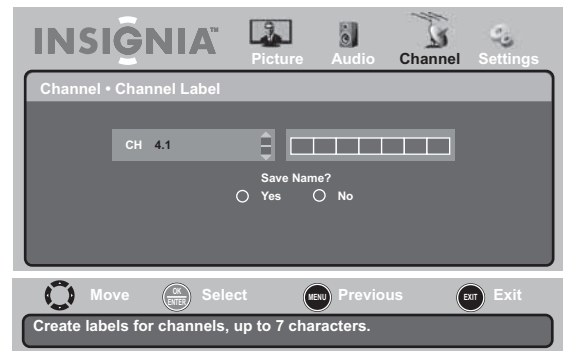 INSIGNIA™
Picture Audio Channel Settings
Channel • Channel Label
CH 4.1
Save Name?
Yes No
Move OK ENTER Select MENU Previous EXIT Exit
Create labels for channels, up to 7 characters.